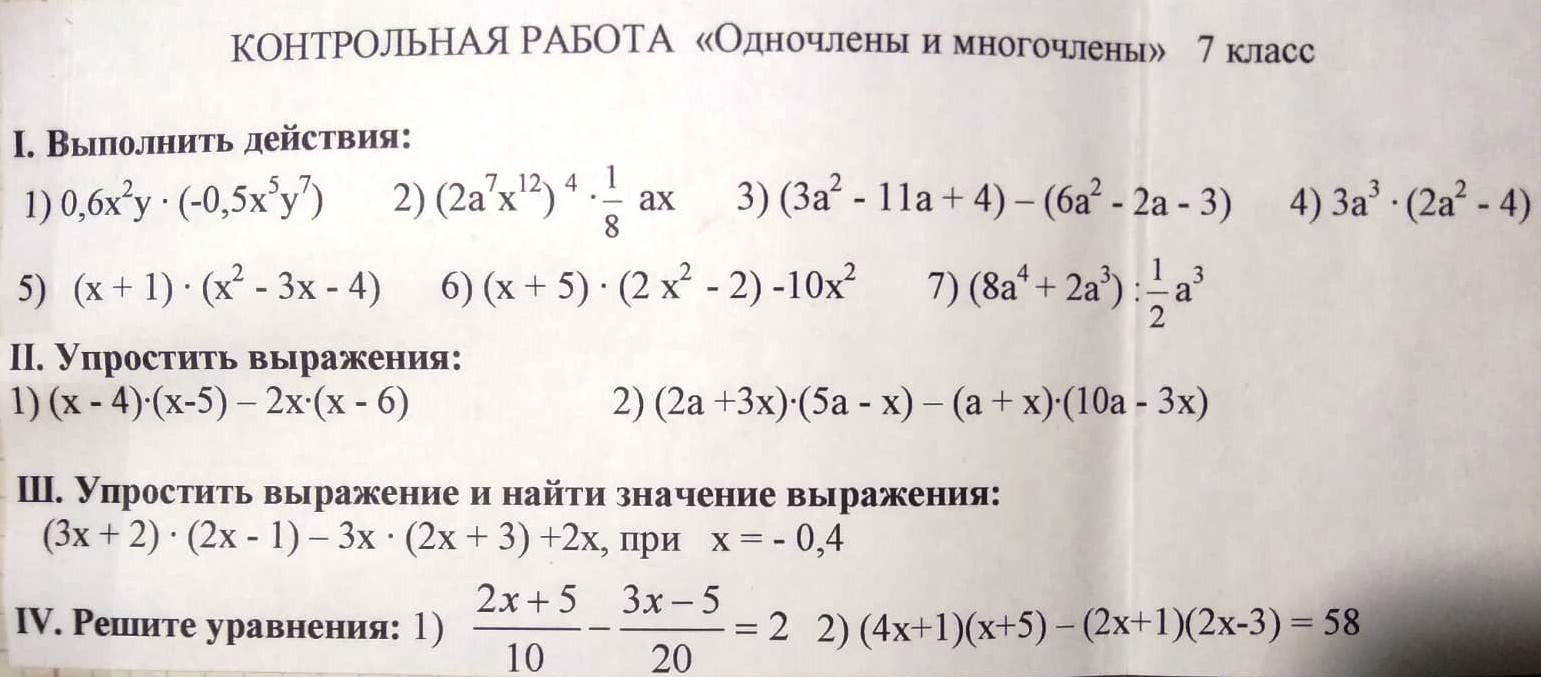 КОНТРОЛЬНАЯ РАБОТА «Одночлены и многочлены» 7 класс
I. Выполнить действия:
1) 0,6x²y · (-0,5x⁵y⁷) 2) (2a⁷x¹²)⁴ · 1/8 ax 3) (3a² - 11a + 4) – (6a² - 2a - 3) 4) 3a³ · (2a² - 4)
5) (x + 1) · (x² - 3x - 4) 6) (x + 5) · (2 x² - 2) -10x² 7) (8a⁴ + 2a³) : 1/2 a³
II. Упростить выражения:
1) (x - 4)·(x-5) – 2x·(x - 6) 2) (2a +3x)·(5a - x) – (a + x)·(10a - 3x)
III. Упростить выражение и найти значение выражения:
(3x + 2) · (2x - 1) – 3x · (2x + 3) +2x, при x = - 0,4
IV. Решите уравнения: 1) (2x + 5)/10 − (3x − 5)/20 = 2 2) (4x+1)(x+5) – (2x+1)(2x-3) = 58